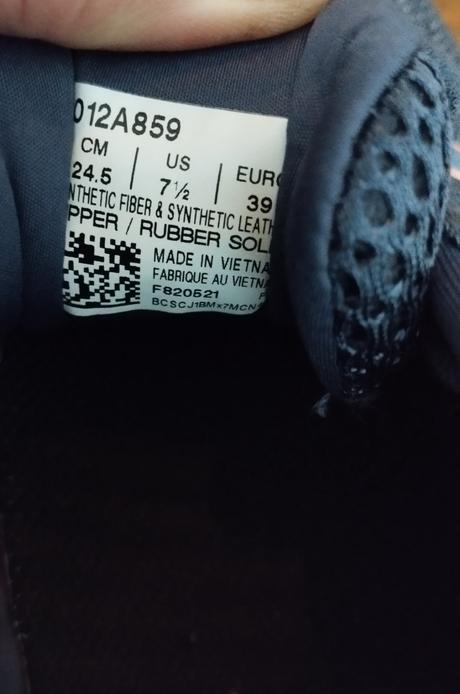 012A859
CM | US | EURO
24.5 | 7½ | 39
NTHETIC FIBER & SYNTHETIC LEATH
PPER / RUBBER SOL
MADE IN VIETNA
FABRIQUE AU VIETN
F820521